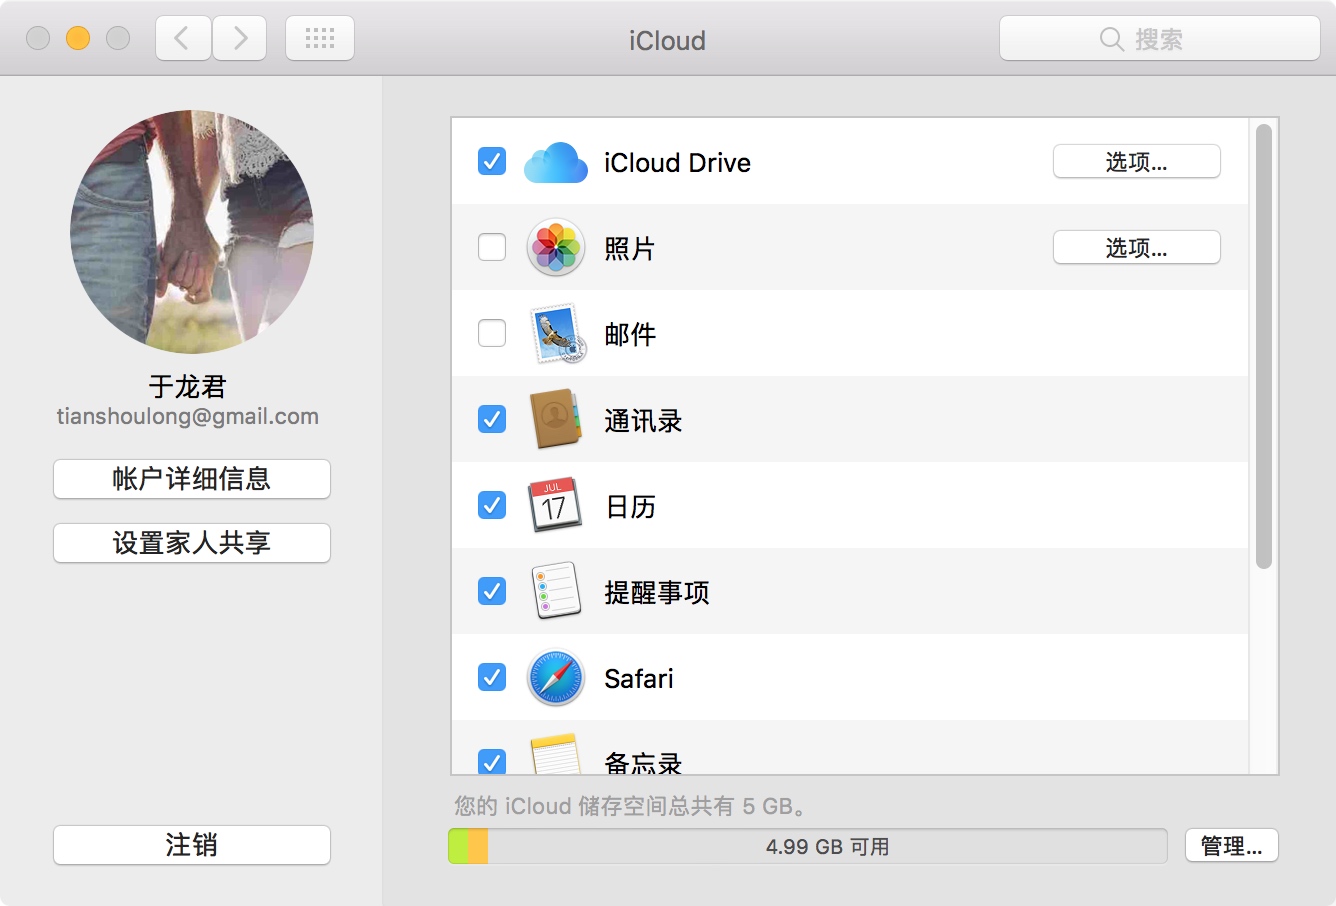 iCloud
搜索
于龙君
tianshoulong@gmail.com
帐户详细信息
设置家人共享
注销
iCloud Drive
选项...
照片
选项...
邮件
通讯录
JUL
17
日历
提醒事项
Safari
备忘录
您的 iCloud 储存空间总共有 5 GB。
4.99 GB 可用
管理...